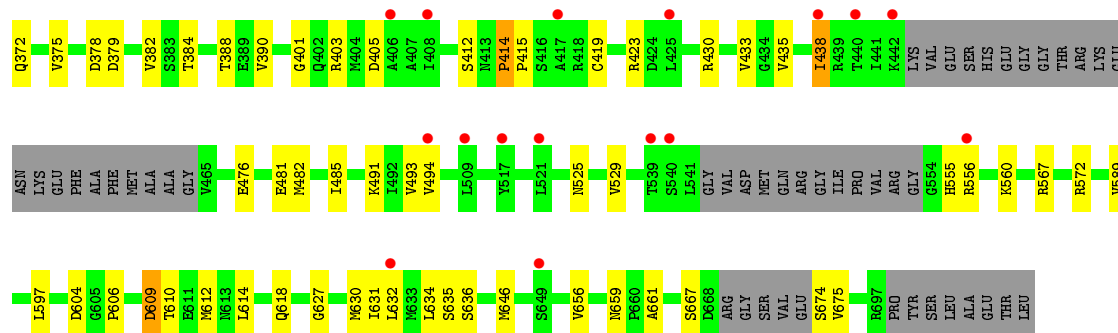 Q372 V375 D378 D379 V382 S383 T384 T388 E389 V390 G401 Q402 R403 M404 D405 A406 A407 I408 S412 N413 P414 P415 S416 A417 R418 C419 R423 D424 L425 R430 V433 G434 V435 I438 R439 T440 I441 K442 LYS VAL GLU SER HIS GLU GLY GLY THR ARG LYS GLU
ASN LYS GLU PHE ALA PHE MET ALA ALA GLY V465 E476 E481 M482 I485 K491 I492 V493 V494 L509 Y517 L521 N525 V529 T539 S540 L541 GLY VAL ASP MET GLN ARG GLY ILE PRO VAL ARG GLY G554 H555 R556 K560 R567 R572
L597 D604 G605 P606 D609 T610 E611 M612 N613 L614 Q618 G627 M630 I631 L632 M633 L634 S635 S636 M646 S649 V656 N659 P660 A661 S667 D668 ARG GLY SER VAL GLU S674 V675 R697 PRO TYR SER LEU ALA GLU THR LEU